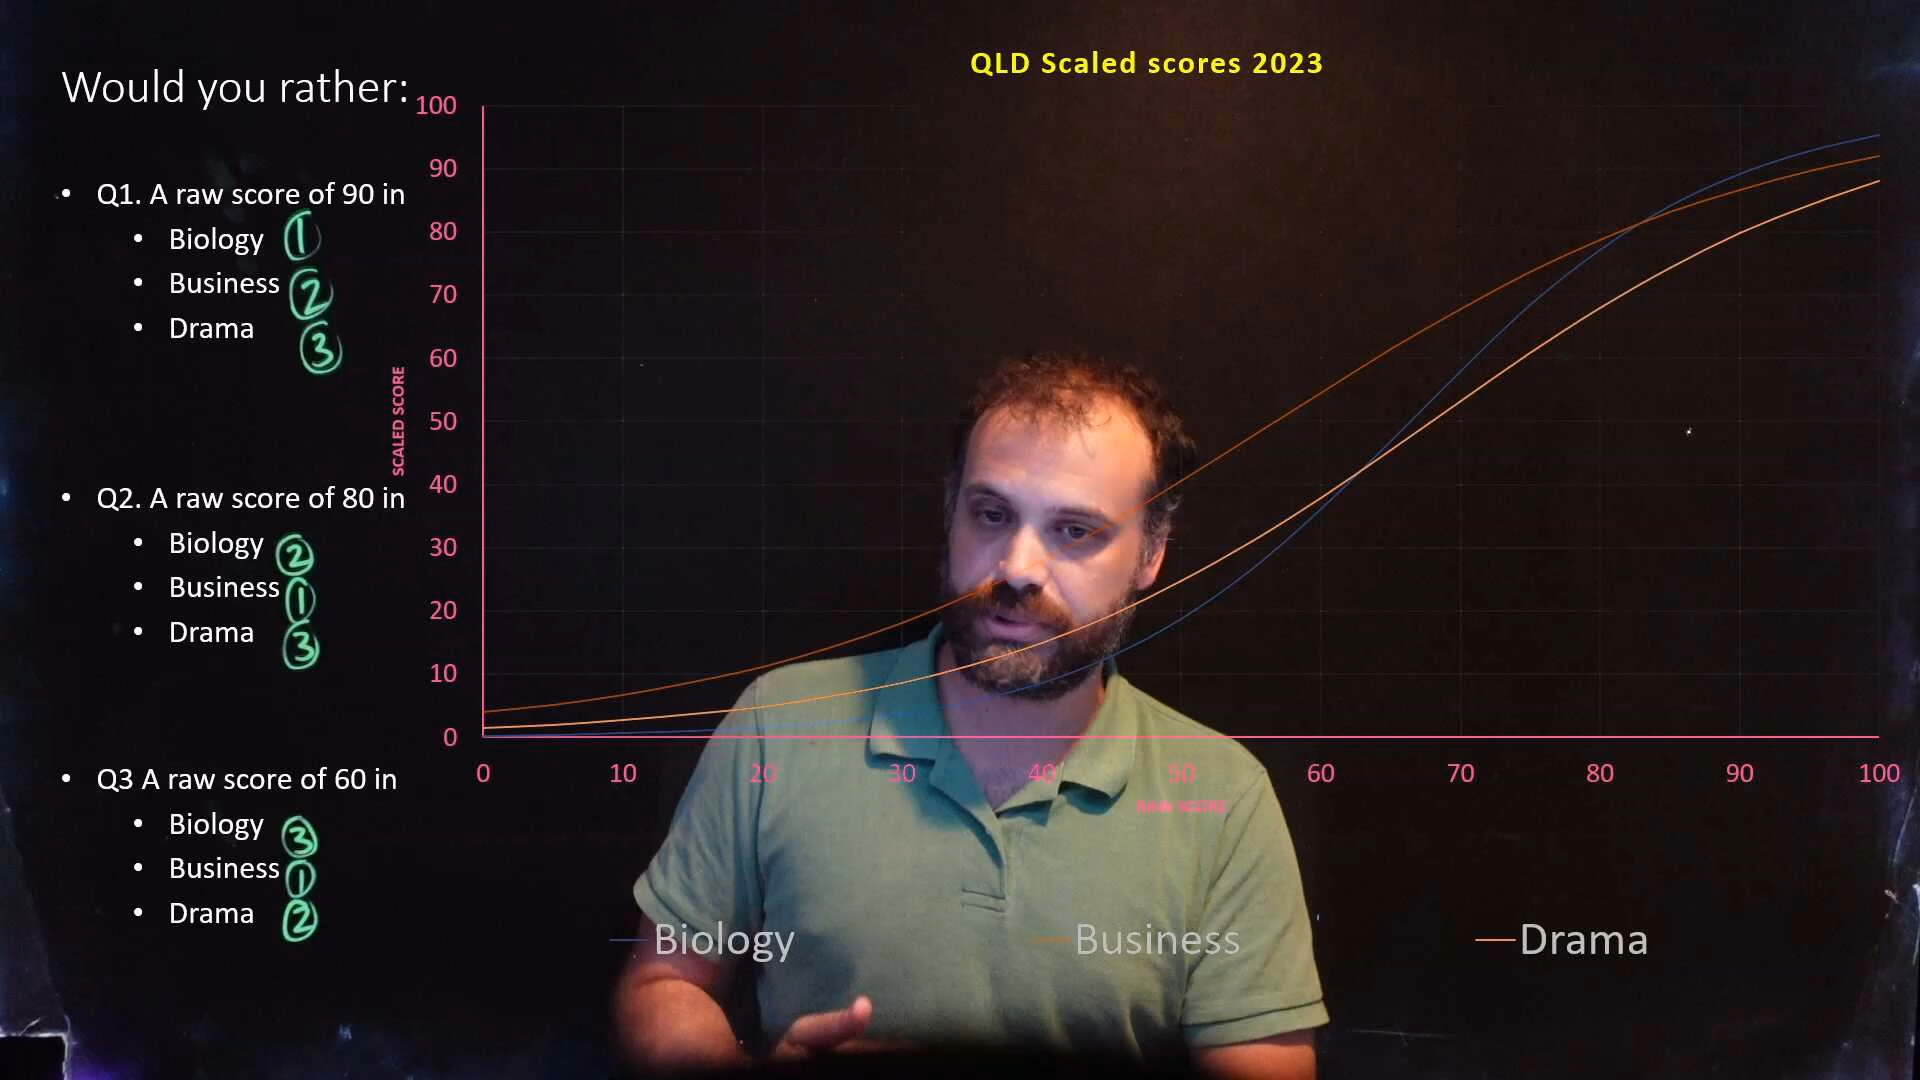 QLD Scaled scores 2023
Would you rather:
• Q1. A raw score of 90 in
• Biology 1
• Business 2
• Drama 3
• Q2. A raw score of 80 in
• Biology 2
• Business 1
• Drama 3
• Q3 A raw score of 60 in
• Biology 3
• Business 1
• Drama 2
SCALED SCORE
100
90
80
70
60
50
40
30
20
10
0
0 10 20 30 40 50 60 70 80 90 100
RAW SCORE
Biology Business Drama